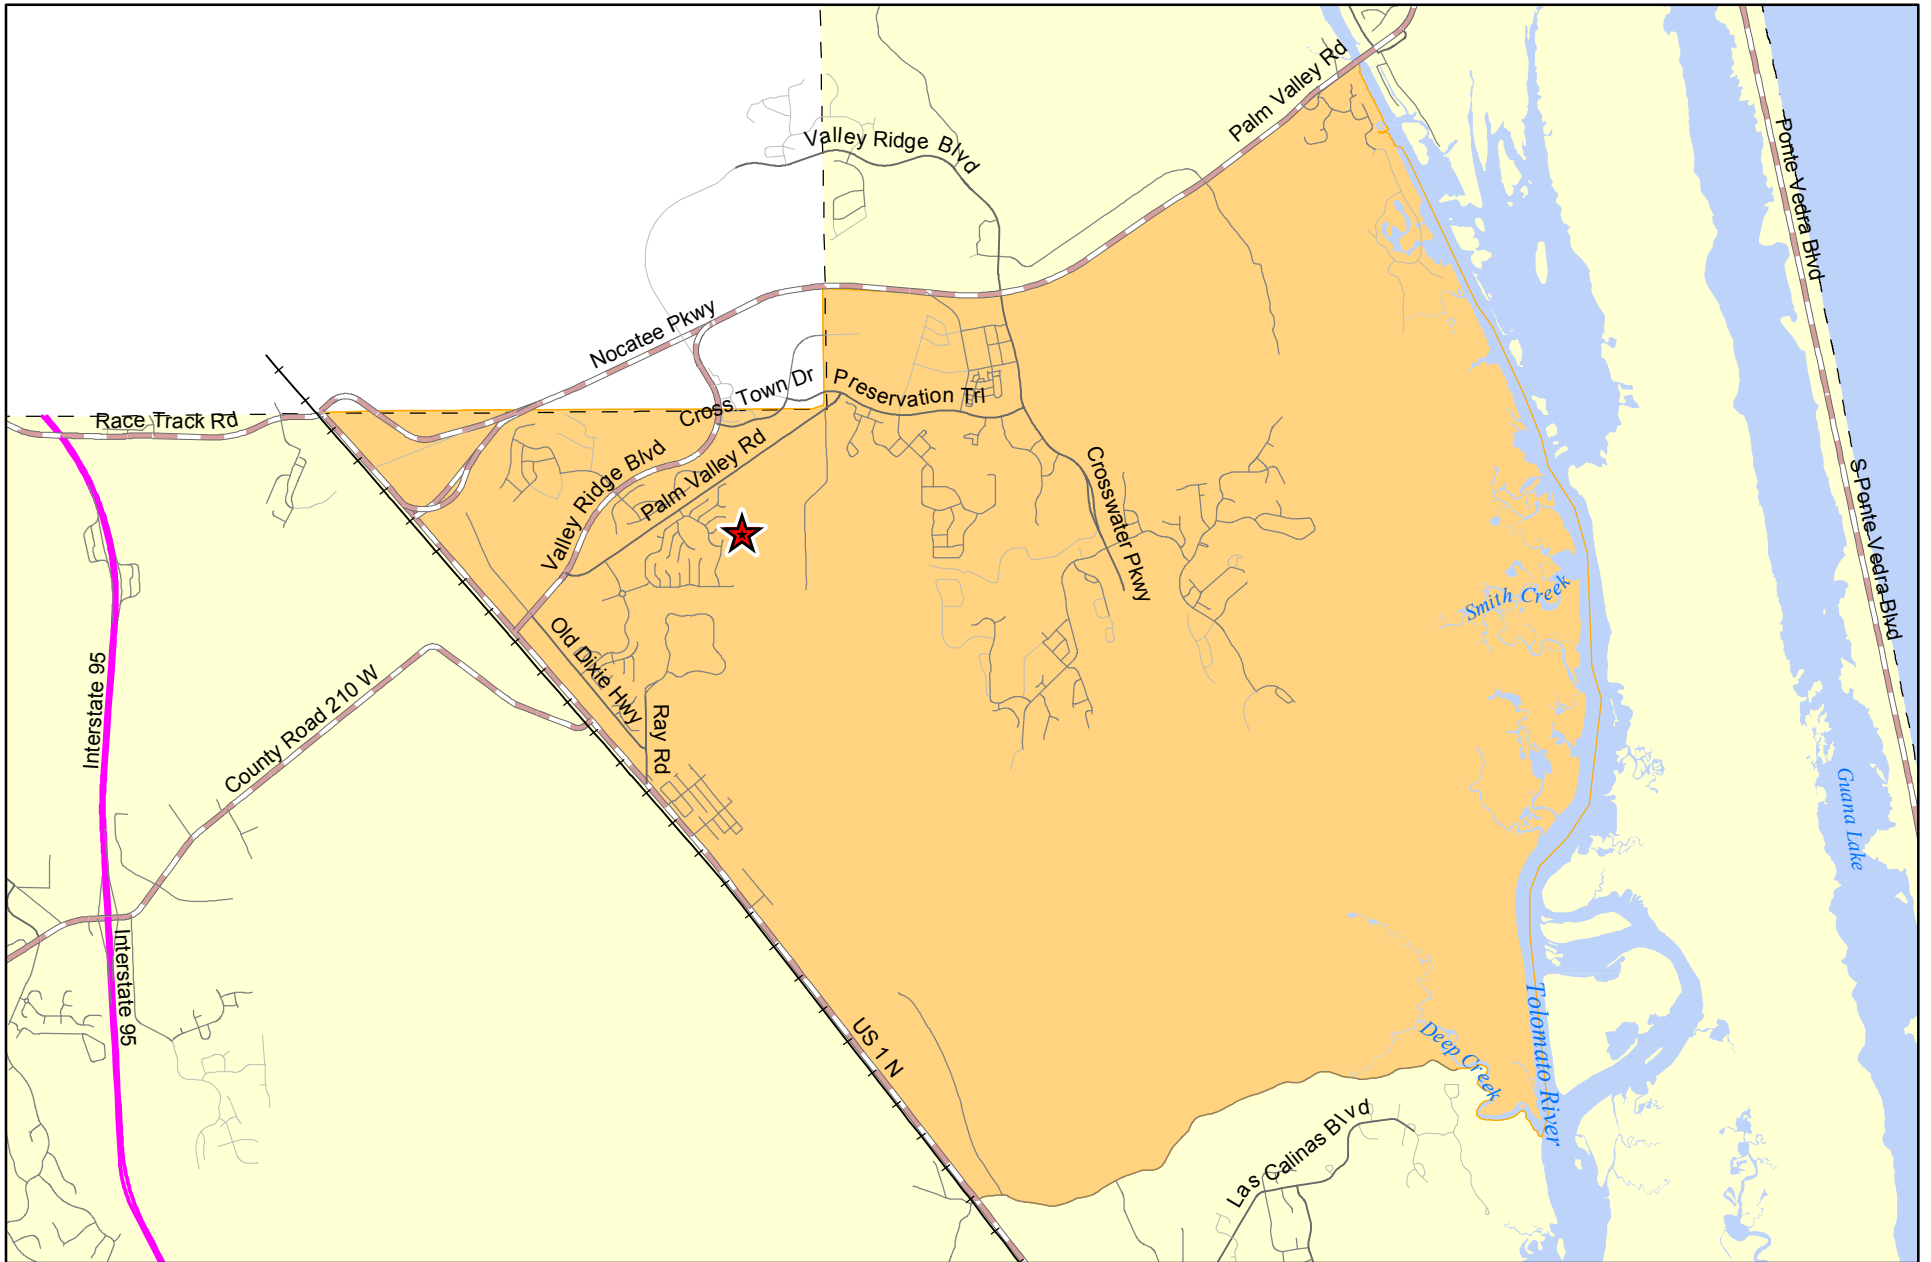 Palm Valley Rd
Valley Ridge Blvd
Ponte Vedra Blvd
Nocatee Pkwy
Cross Town Dr
Preservation Trl
Race Track Rd
Valley Ridge Blvd
Palm Valley Rd
Crosswater Pkwy
S Ponte Vedra Blvd
Smith Creek
Old Dixie Hwy
Interstate 95
County Road 210 W
Ray Rd
Guana Lake
Interstate 95
US 1 N
Tolomato River
Deep Creek
Las Calinas Blvd